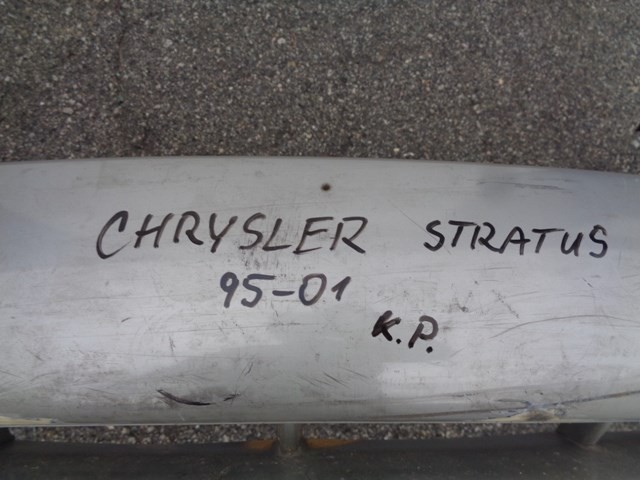 CHRYSLER STRATUS
95-01
K.P.